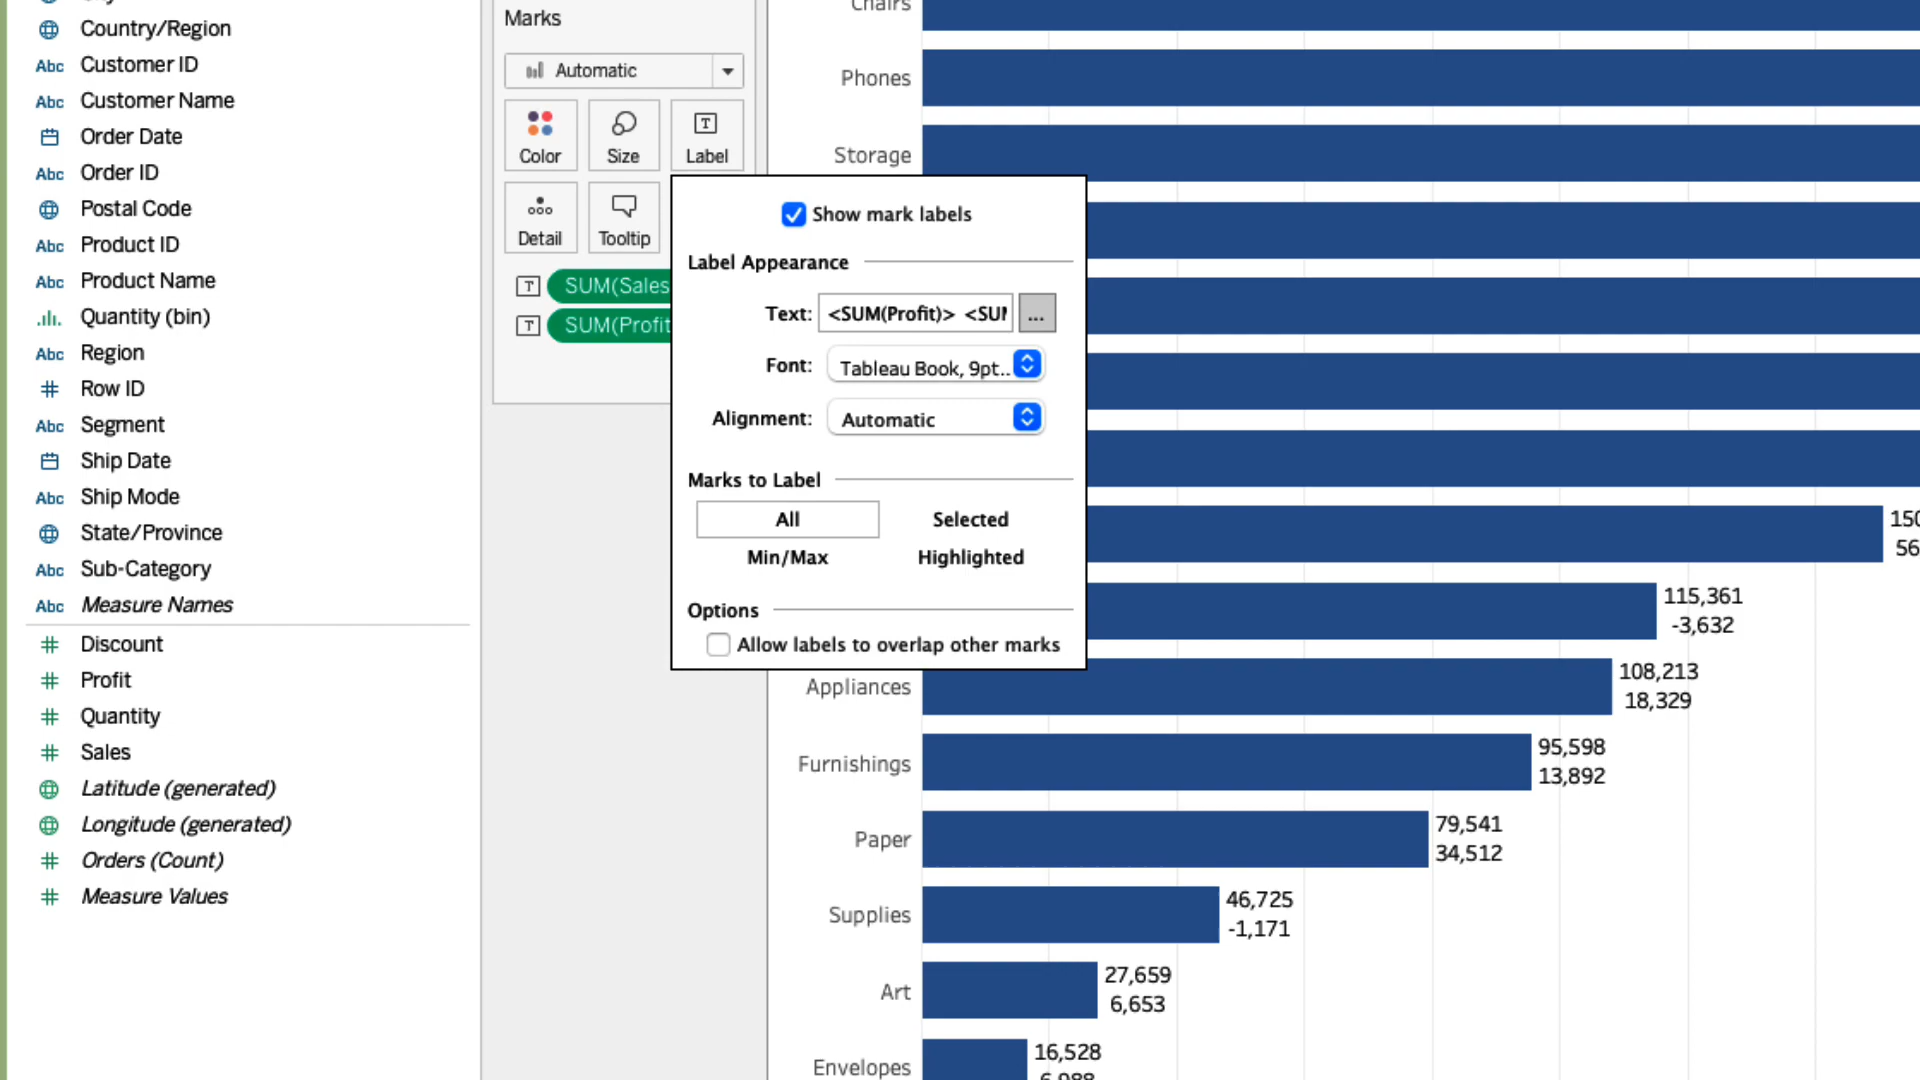 Country/Region
Abc Customer ID
Abc Customer Name
Order Date
Abc Order ID
Postal Code
Abc Product ID
Abc Product Name
Quantity (bin)
Abc Region
Row ID
Abc Segment
Ship Date
Abc Ship Mode
State/Province
Abc Sub-Category
Abc Measure Names
Discount
Profit
Quantity
Sales
Latitude (generated)
Longitude (generated)
Orders (Count)
Measure Values
Marks
Automatic
Color Size Label
Detail Tooltip
SUM(Sales
SUM(Profit
Show mark labels
Label Appearance
Text: <SUM(Profit)> <SUM ...
Font: Tableau Book, 9pt..
Alignment: Automatic
Marks to Label
All Selected
Min/Max Highlighted
Options
Allow labels to overlap other marks
Chairs
Phones
Storage
115,361
-3,632
Appliances 108,213
18,329
Furnishings 95,598
13,892
Paper 79,541
34,512
Supplies 46,725
-1,171
Art 27,659
6,653
Envelopes 16,528
6,988